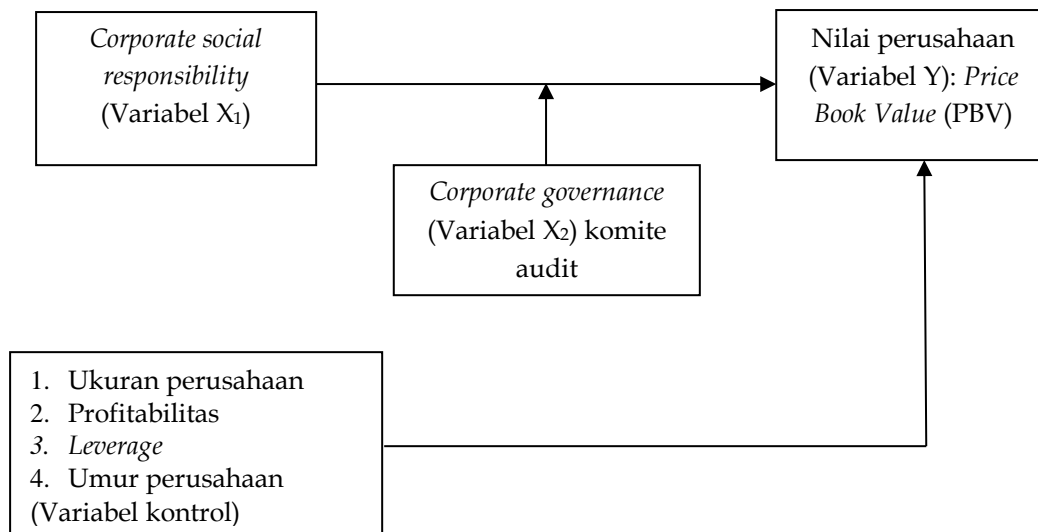 Corporate social
responsibility
(Variabel X₁)
Nilai perusahaan
(Variabel Y): Price
Book Value (PBV)
Corporate governance
(Variabel X₂) komite
audit
1. Ukuran perusahaan
2. Profitabilitas
3. Leverage
4. Umur perusahaan
(Variabel kontrol)